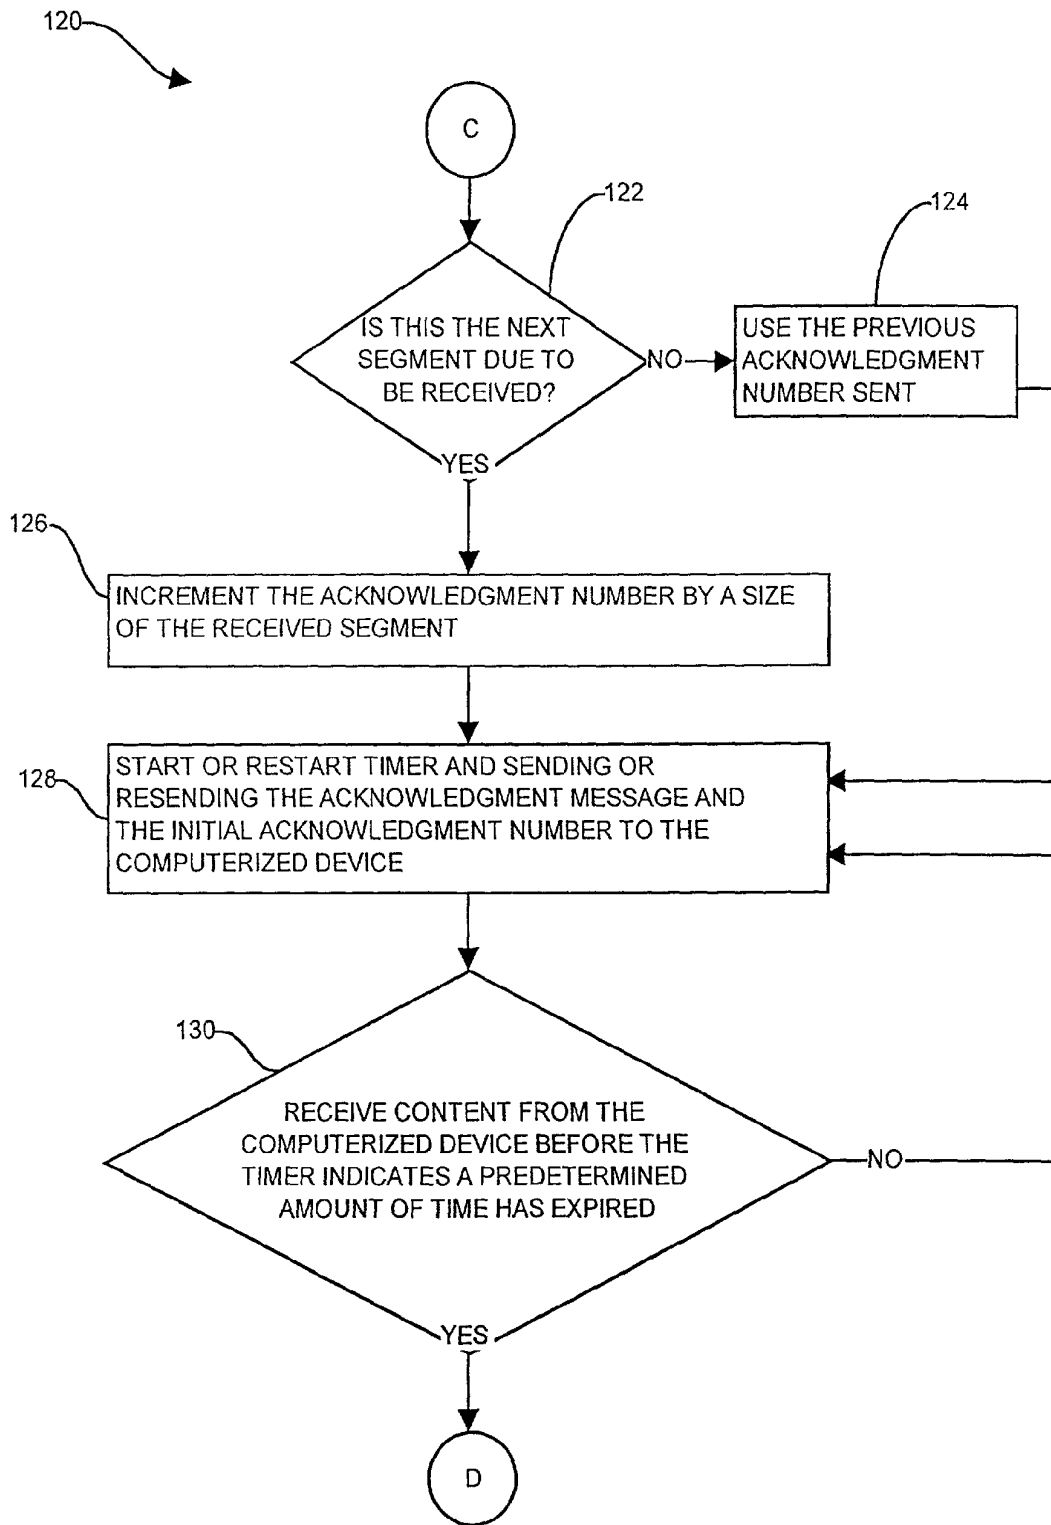 120
C
122
124
IS THIS THE NEXT
SEGMENT DUE TO
BE RECEIVED?
NO
USE THE PREVIOUS
ACKNOWLEDGMENT
NUMBER SENT
YES
126
INCREMENT THE ACKNOWLEDGMENT NUMBER BY A SIZE
OF THE RECEIVED SEGMENT
128
START OR RESTART TIMER AND SENDING OR
RESENDING THE ACKNOWLEDGMENT MESSAGE AND
THE INITIAL ACKNOWLEDGMENT NUMBER TO THE
COMPUTERIZED DEVICE
130
RECEIVE CONTENT FROM THE
COMPUTERIZED DEVICE BEFORE THE
TIMER INDICATES A PREDETERMINED
AMOUNT OF TIME HAS EXPIRED
NO
YES
D